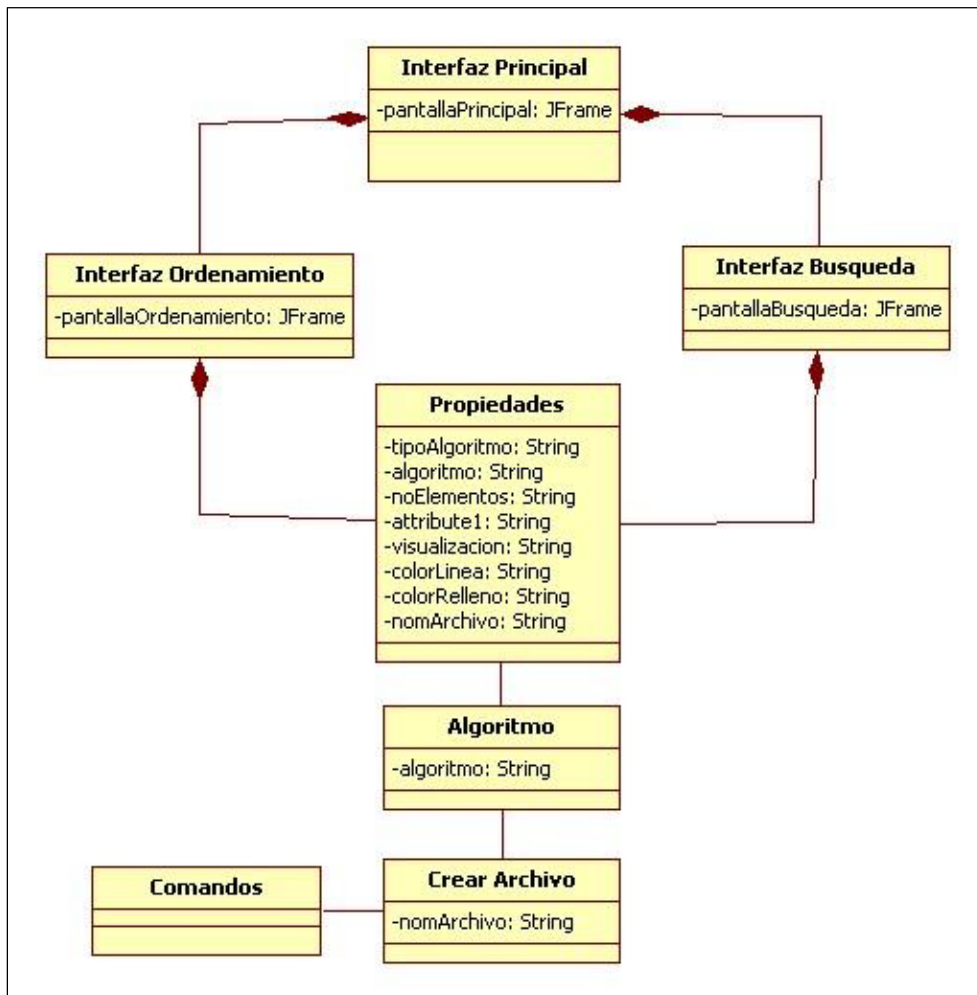 Interfaz Principal
-pantallaPrincipal: JFrame
Interfaz Ordenamiento
-pantallaOrdenamiento: JFrame
Interfaz Busqueda
-pantallaBusqueda: JFrame
Propiedades
-tipoAlgoritmo: String
-algoritmo: String
-noElementos: String
-attribute1: String
-visualizacion: String
-colorLinea: String
-colorRelleno: String
-nomArchivo: String
Algoritmo
-algoritmo: String
Comandos
Crear Archivo
-nomArchivo: String